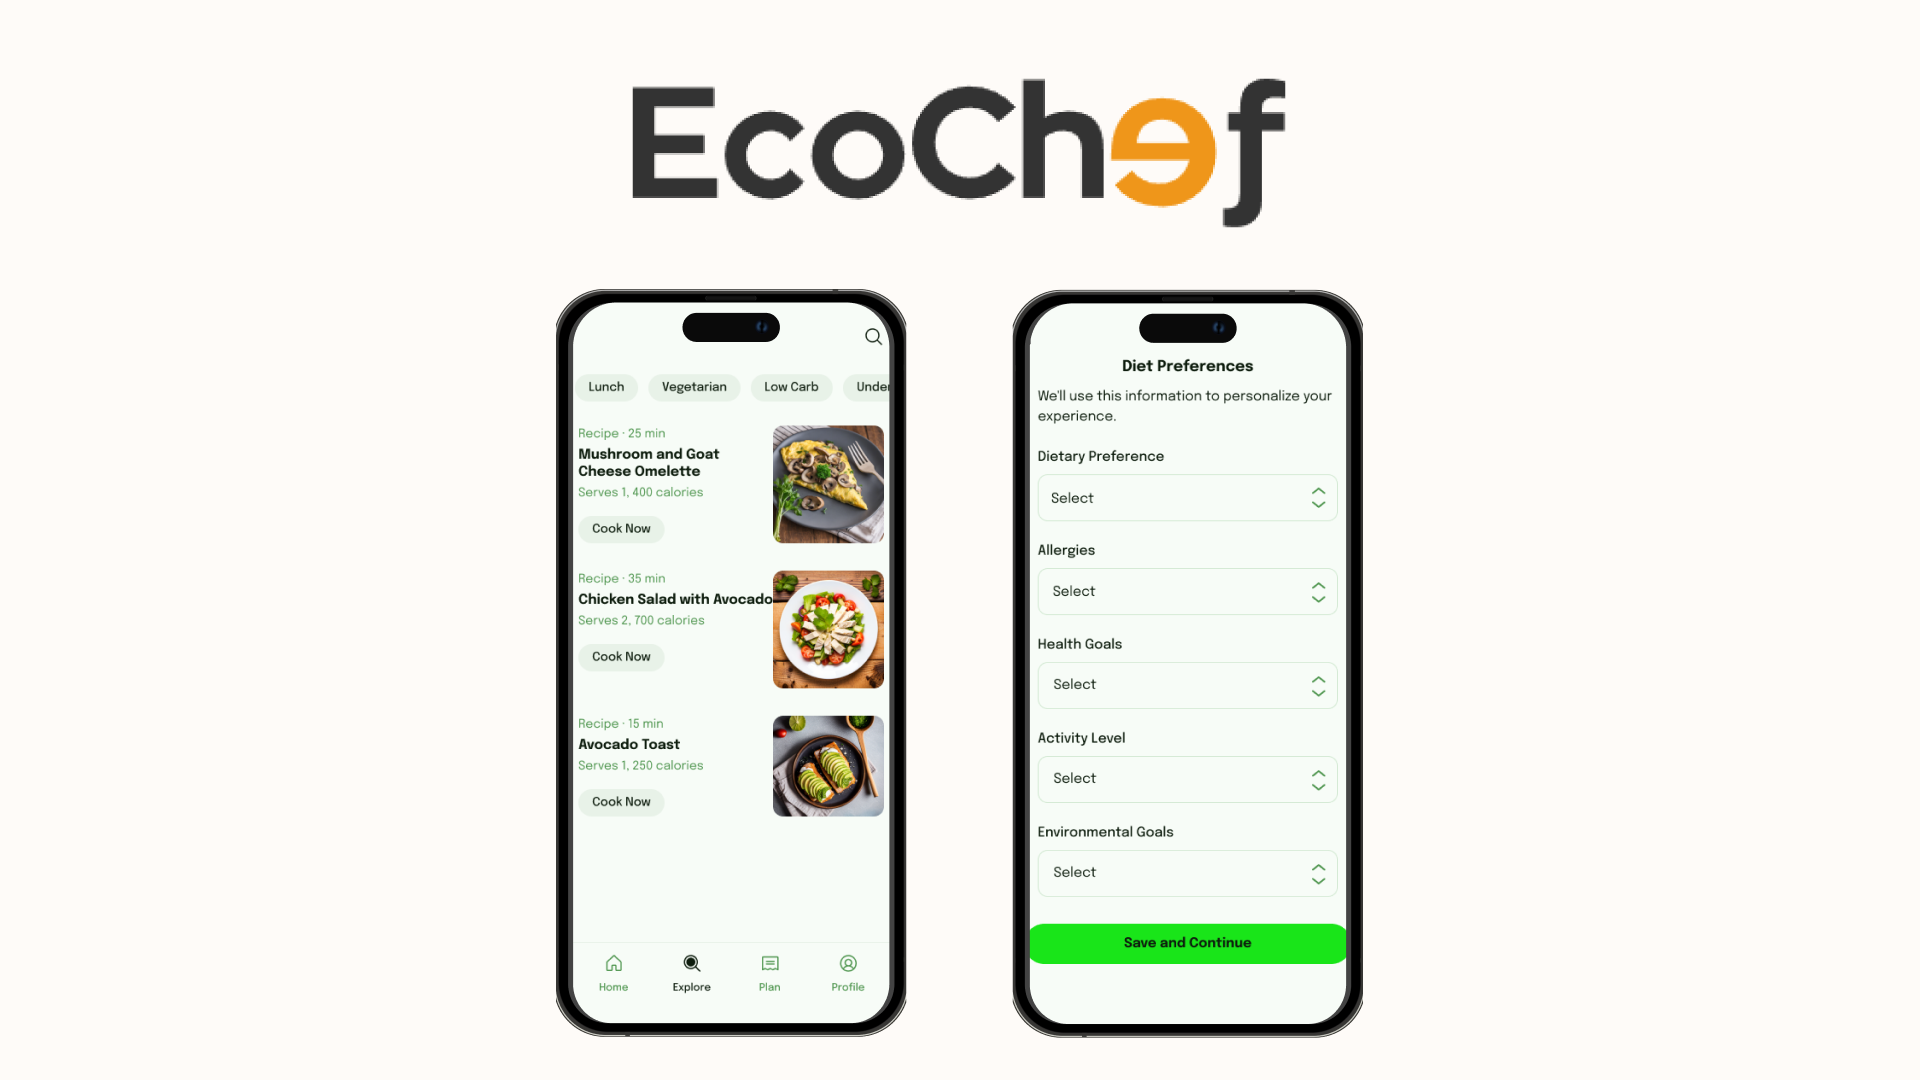 EcoChef
Lunch
Vegetarian
Low Carb
Under
Recipe · 25 min
Mushroom and Goat
Cheese Omelette
Serves 1, 400 calories
Cook Now
Recipe · 35 min
Chicken Salad with Avocado
Serves 2, 700 calories
Cook Now
Recipe · 15 min
Avocado Toast
Serves 1, 250 calories
Cook Now
Home
Explore
Plan
Profile
Diet Preferences
We'll use this information to personalize your
experience.
Dietary Preference
Select
Allergies
Select
Health Goals
Select
Activity Level
Select
Environmental Goals
Select
Save and Continue